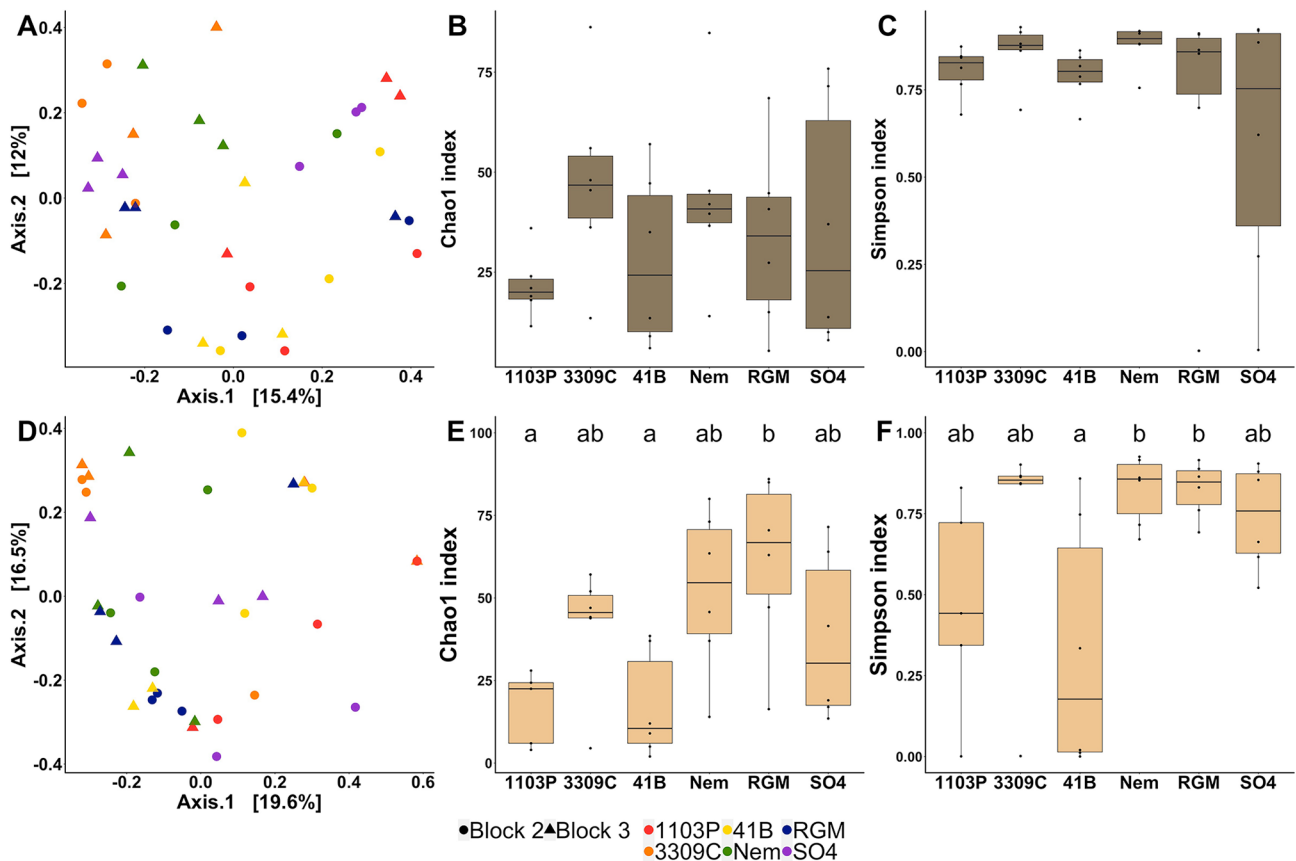 A
0.4
0.2
0.0
-0.2
Axis.2 [12%]
-0.2 0.0 0.2 0.4
Axis.1 [15.4%]
B
75
50
25
Chao1 index
1103P 3309C 41B Nem RGM SO4
C
0.75
0.50
0.25
0.00
Simpson index
1103P 3309C 41B Nem RGM SO4
D
0.4
0.2
0.0
-0.2
-0.4
Axis.2 [16.5%]
-0.2 0.0 0.2 0.4 0.6
Axis.1 [19.6%]
E
a ab a ab b ab
100
75
50
25
0
Chao1 index
1103P 3309C 41B Nem RGM SO4
F
ab ab a b b ab
1.00
0.75
0.50
0.25
0.00
Simpson index
1103P 3309C 41B Nem RGM SO4
Block 2 Block 3 1103P 41B RGM
3309C Nem SO4